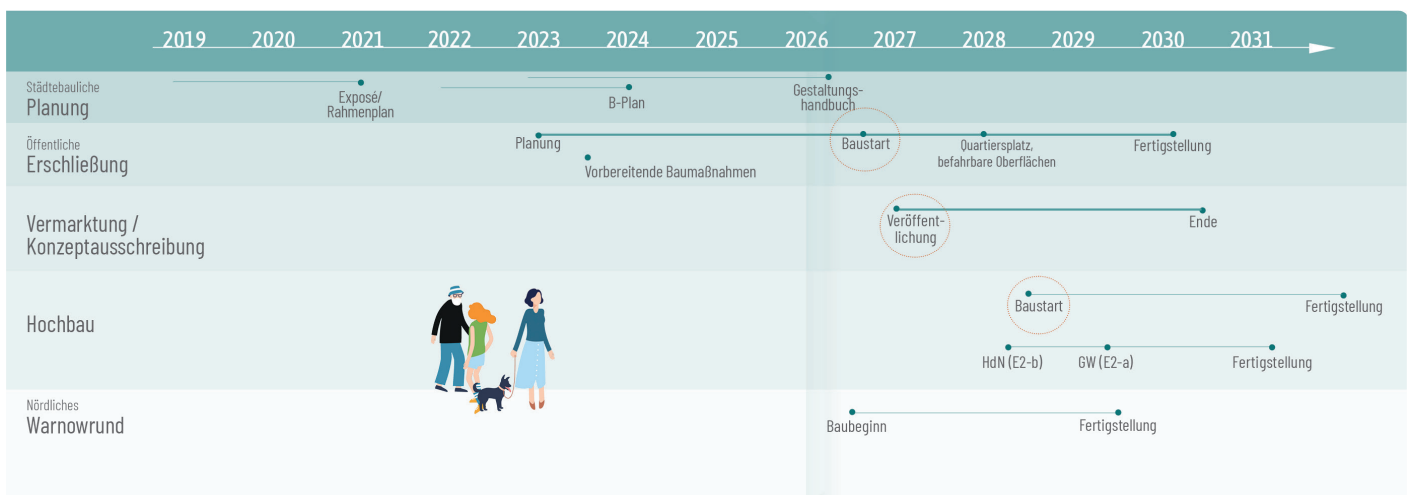 2019 2020 2021 2022 2023 2024 2025 2026 2027 2028 2029 2030 2031
Städtebauliche
Planung
Exposé/
Rahmenplan
B-Plan
Gestaltungs-
handbuch
Öffentliche
Erschließung
Planung
Vorbereitende Baumaßnahmen
Baustart
Quartiersplatz,
befahrbare Oberflächen
Fertigstellung
Vermarktung /
Konzeptausschreibung
Veröffent-
lichung
Ende
Hochbau
Baustart
Fertigstellung
HdN (E2-b)
GW (E2-a)
Fertigstellung
Nördliches
Warnowrund
Baubeginn
Fertigstellung